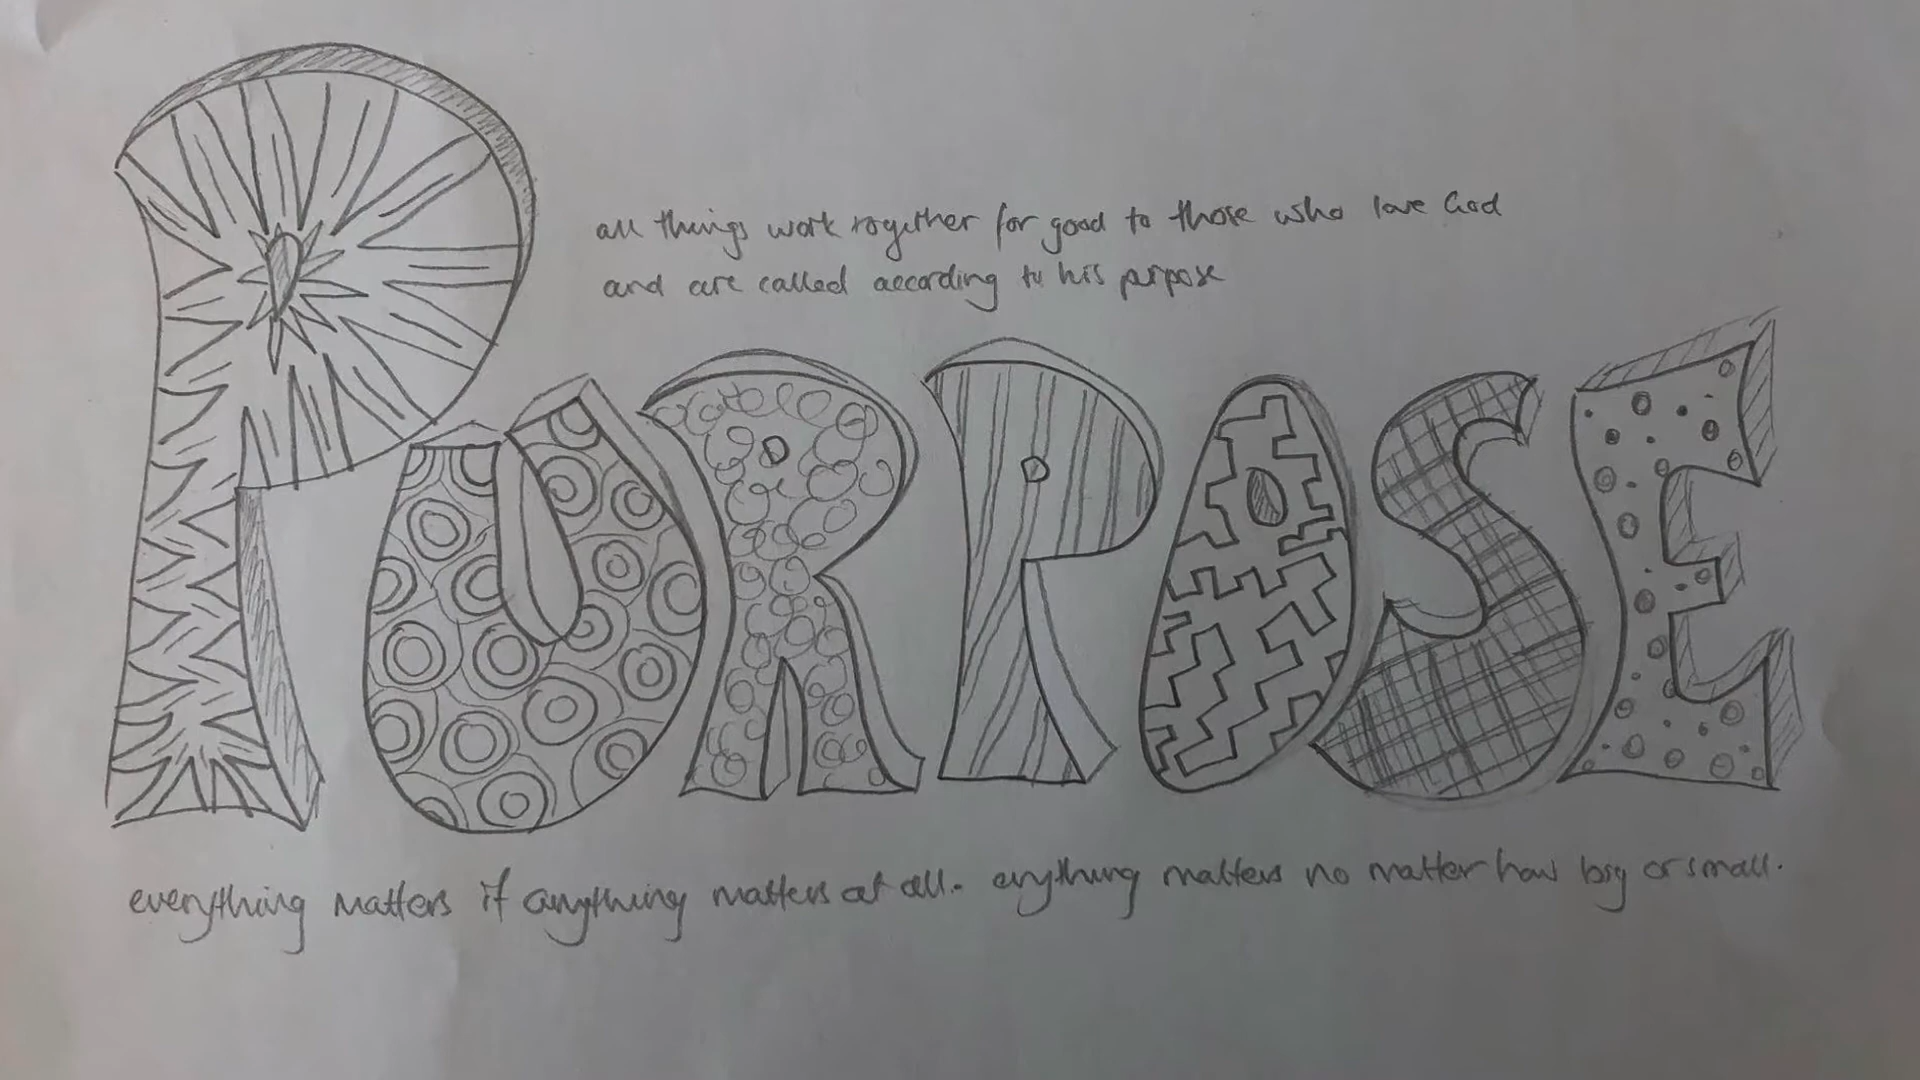 all things work together for good to those who love God
and are called according to his purpose
PURPOSE
everything matters if anything matters at all. anything matters no matter how big or small.